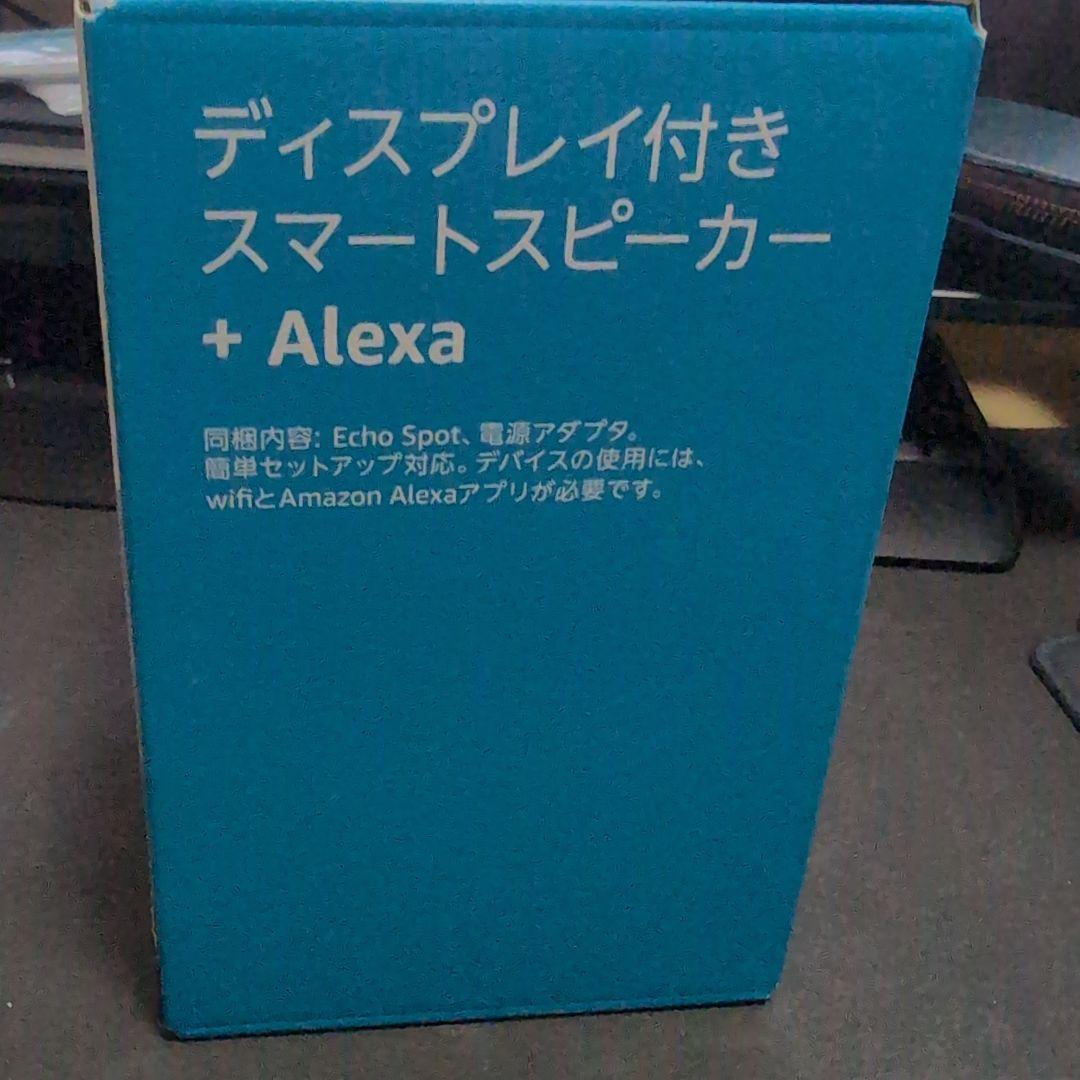 ディスプレイ付き
スマートスピーカー
+ Alexa
同梱内容: Echo Spot、電源アダプタ。
簡単セットアップ対応。デバイスの使用には、
wifiとAmazon Alexaアプリが必要です。